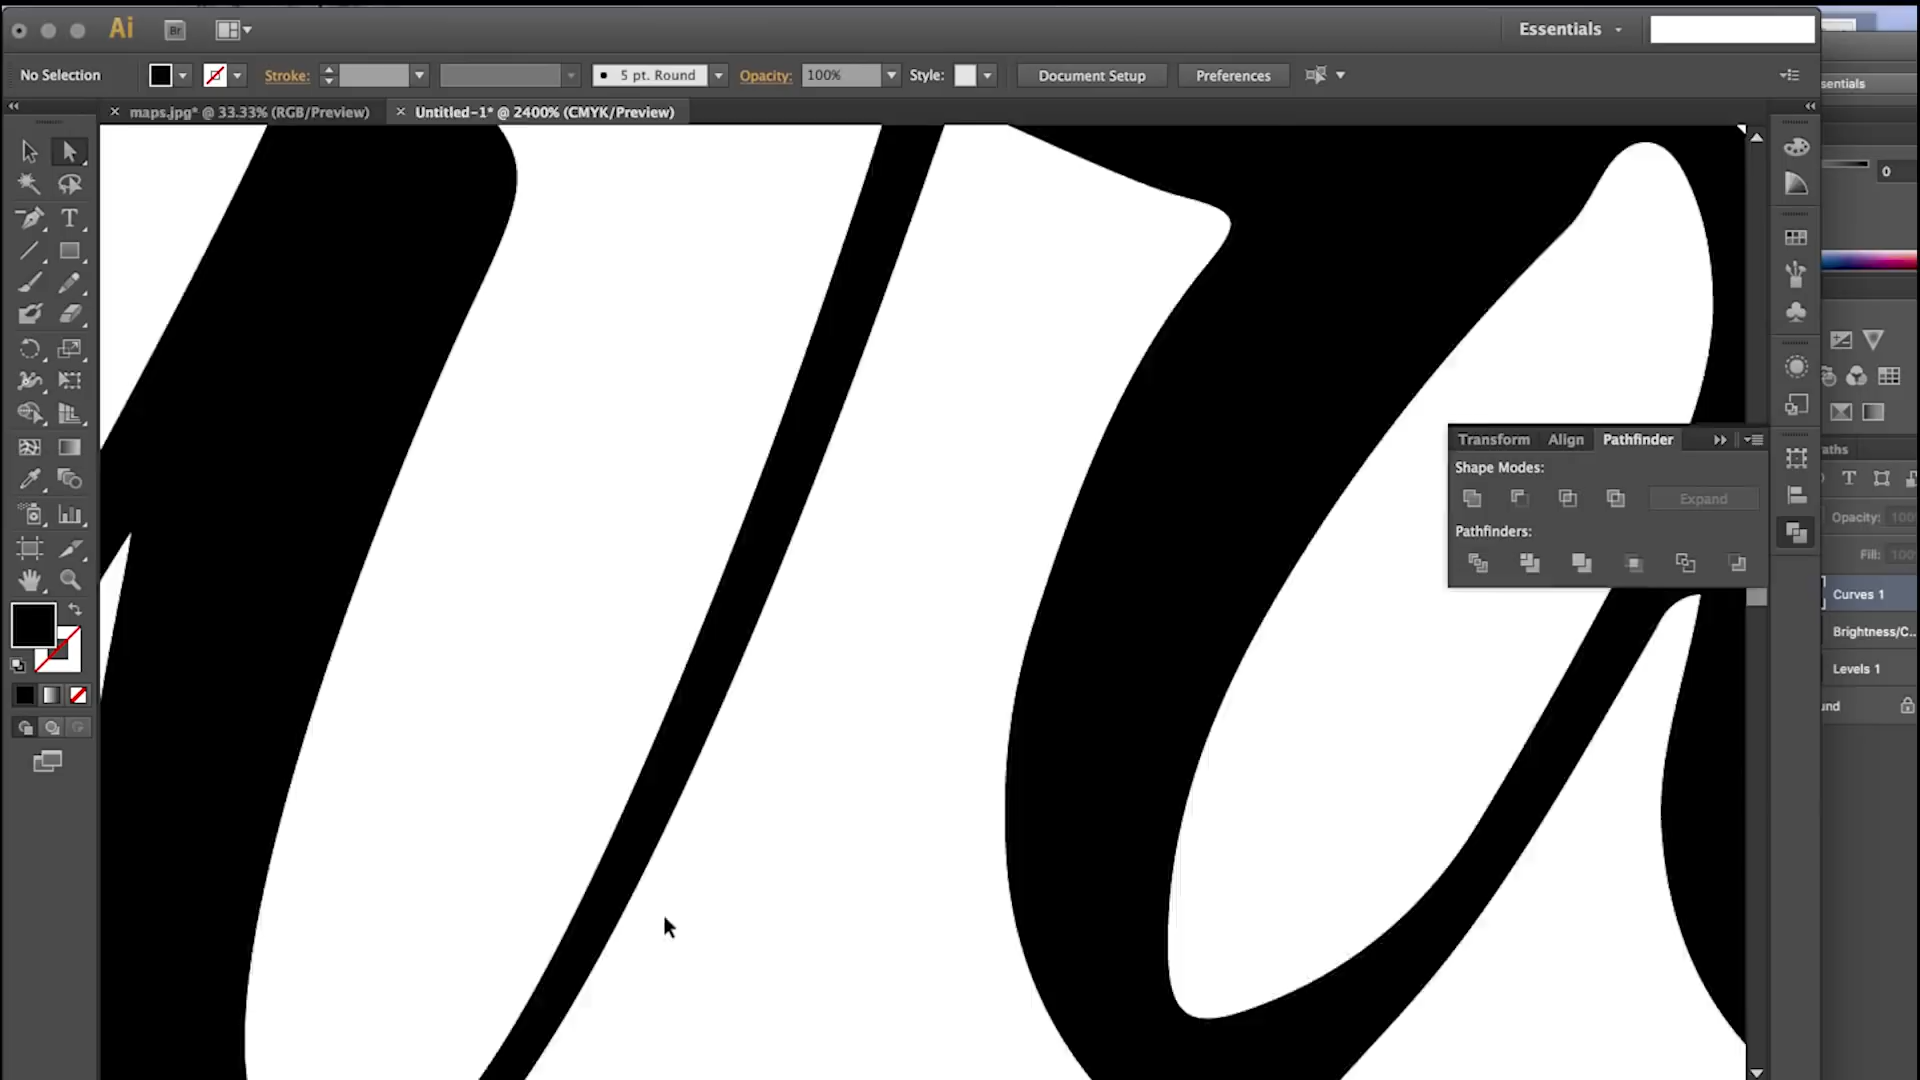 Ai
Br
Essentials
No Selection
Stroke:
5 pt. Round
Opacity:
100%
Style:
Document Setup
Preferences
sentials
× maps.jpg* @ 33.33% (RGB/Preview)
× Untitled-1* @ 2400% (CMYK/Preview)
0
T
Transform
Align
Pathfinder
Shape Modes:
Expand
Pathfinders:
aths
T
Opacity:
100
Fill:
100
Curves 1
Brightness/C...
Levels 1
und